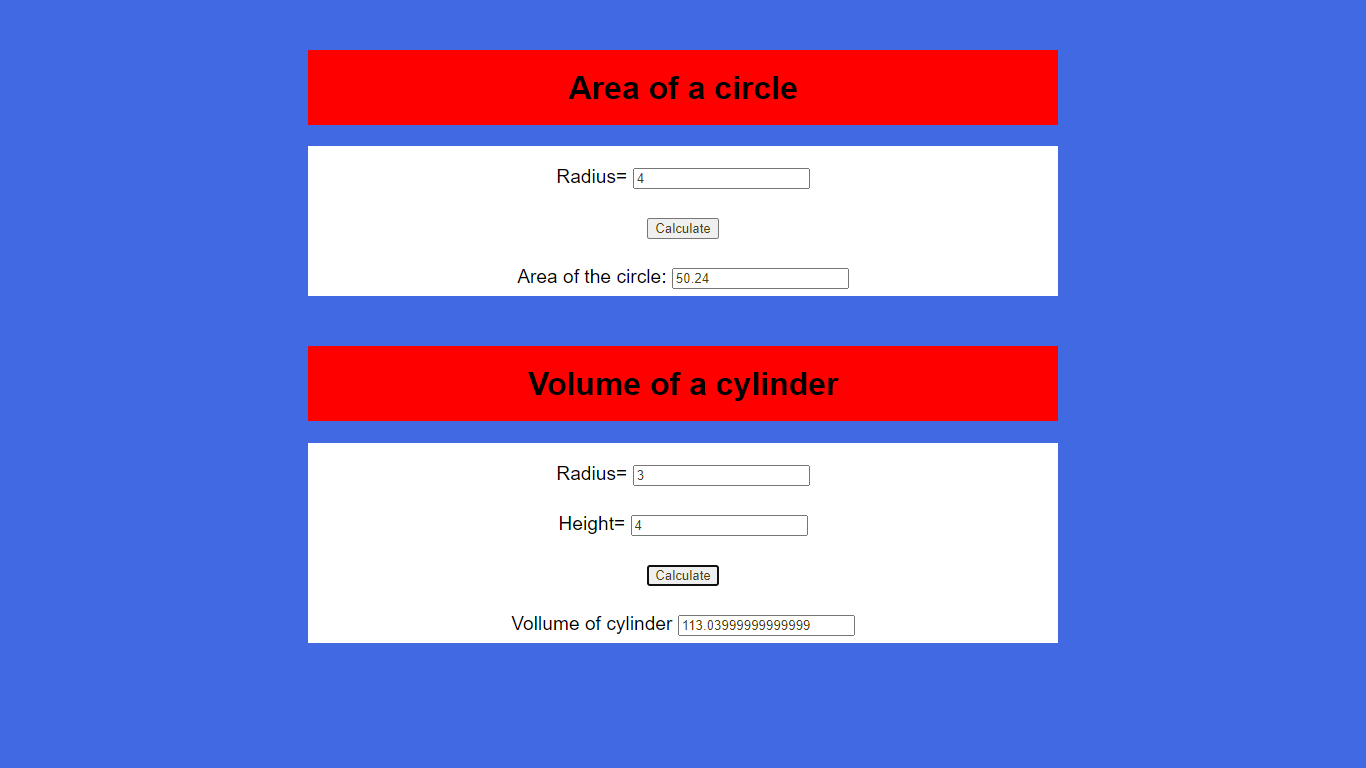 Area of a circle
Radius= 4
Calculate
Area of the circle: 50.24
Volume of a cylinder
Radius= 3
Height= 4
Calculate
Vollume of cylinder 113.03999999999999